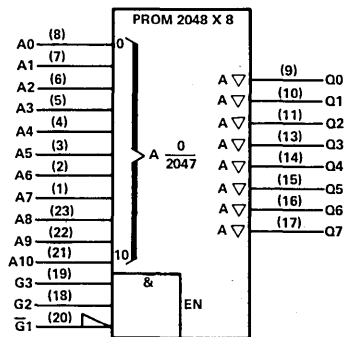 PROM 2048 X 8
A0 (8) 0
A1 (7)
A2 (6)
A3 (5)
A4 (4)
A5 (3)
A6 (2)
A7 (1)
A8 (23)
A9 (22)
A10 (21) 10
A 0/2047
G3 (19) &
G2 (18) EN
G̅1 (20)
A ▽ (9) Q0
A ▽ (10) Q1
A ▽ (11) Q2
A ▽ (13) Q3
A ▽ (14) Q4
A ▽ (15) Q5
A ▽ (16) Q6
A ▽ (17) Q7